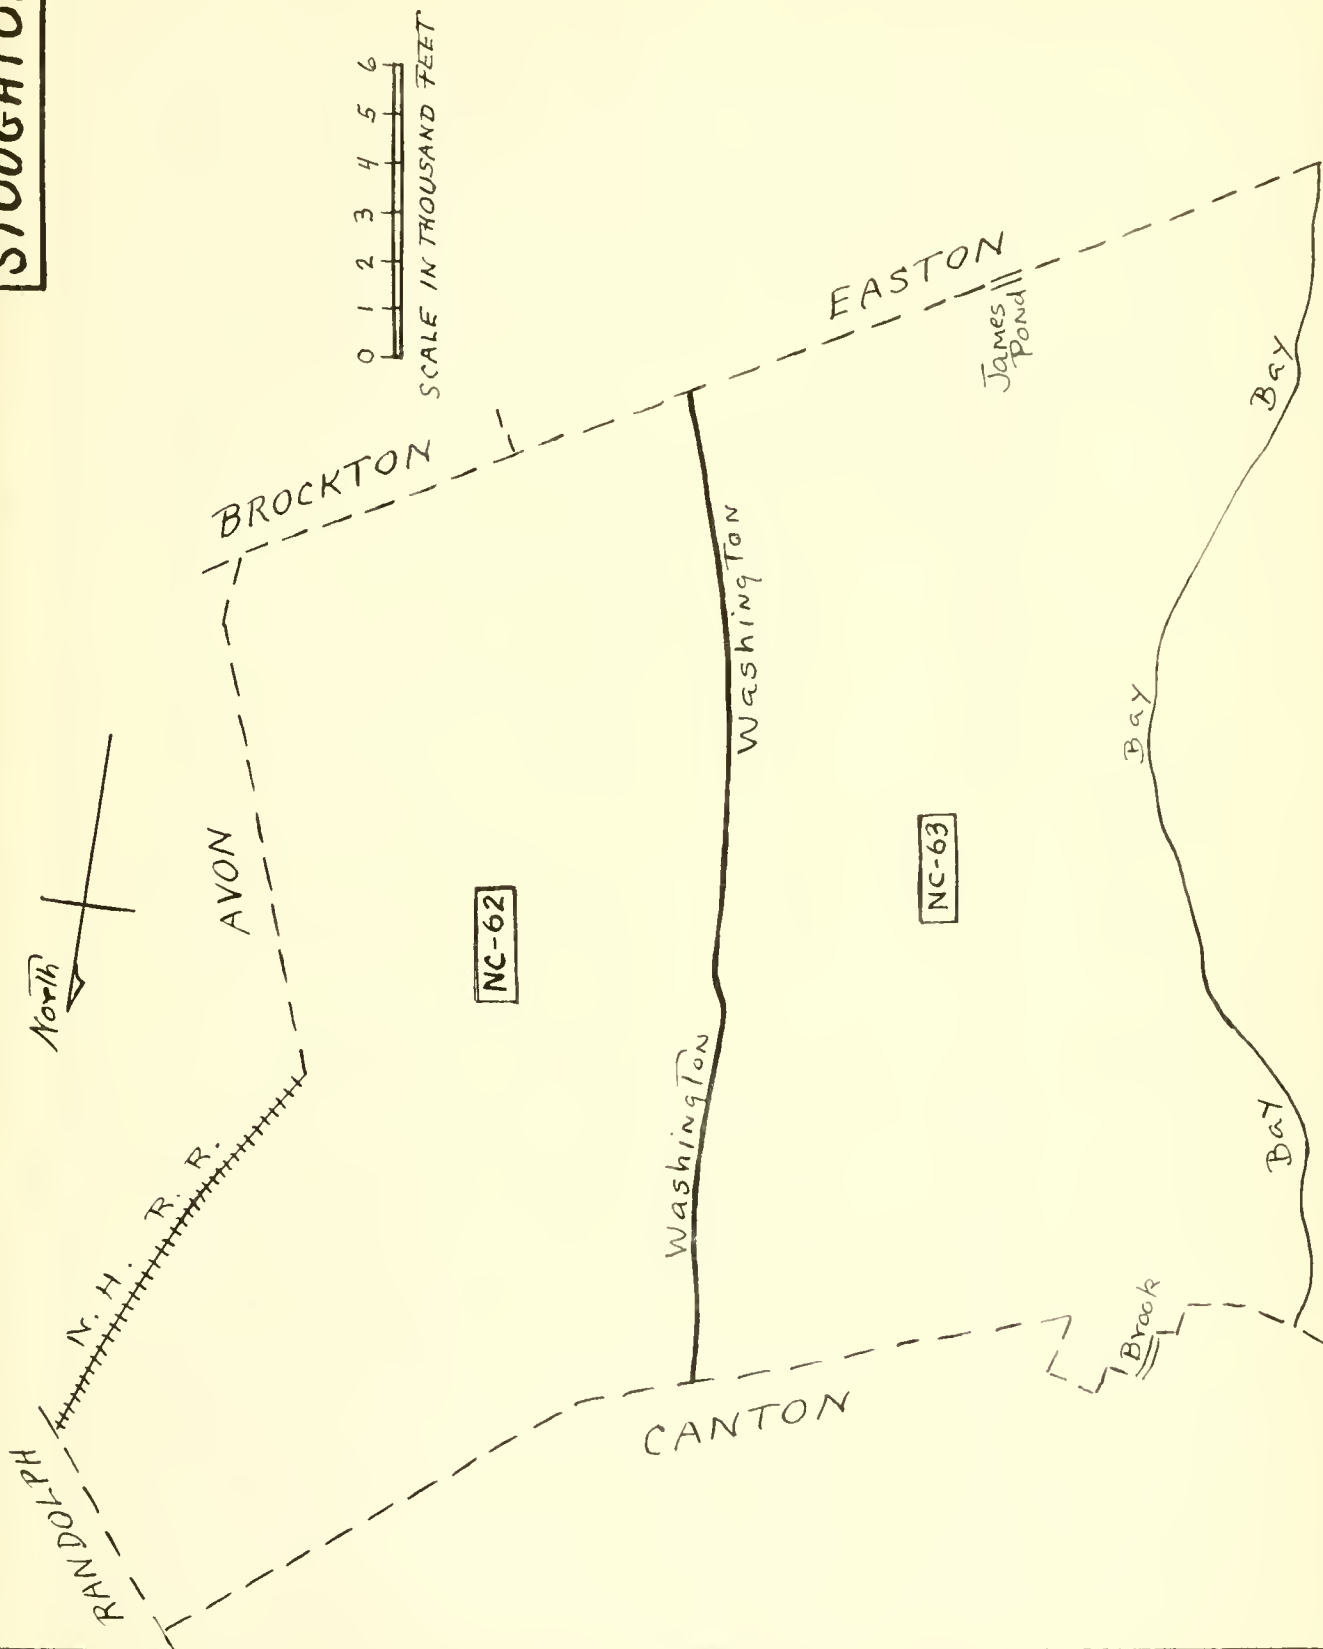 STOUGHTO
0 1 2 3 4 5 6
SCALE IN THOUSAND FEET
North
RANDOLPH
N. H. R. R.
AVON
BROCKTON
EASTON
James
Pond
NC-62
Washington
Washington
NC-63
CANTON
Brook
Bay
Bay
Bay